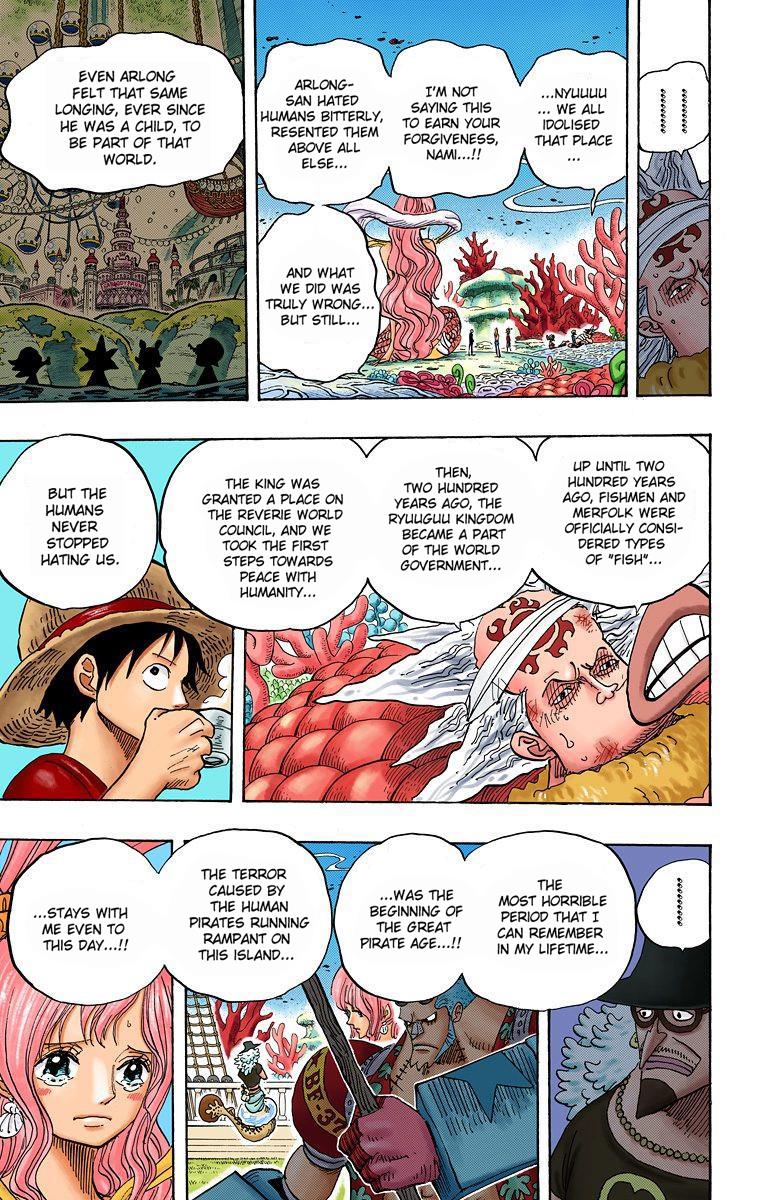 ...NYUUUU
... WE ALL
IDOLISED
THAT PLACE
...
I'M NOT
SAYING THIS
TO EARN YOUR
FORGIVENESS,
NAMI...!!
ARLONG-
SAN HATED
HUMANS BITTERLY,
RESENTED THEM
ABOVE ALL
ELSE...
AND WHAT
WE DID WAS
TRULY WRONG...
BUT STILL...
EVEN ARLONG
FELT THAT SAME
LONGING, EVER SINCE
HE WAS A CHILD, TO
BE PART OF THAT
WORLD.
UP UNTIL TWO
HUNDRED YEARS
AGO, FISHMEN AND
MERFOLK WERE
OFFICIALLY CONSI-
DERED TYPES
OF "FISH"...
THEN,
TWO HUNDRED
YEARS AGO, THE
RYUUGUU KINGDOM
BECAME A PART
OF THE WORLD
GOVERNMENT...
THE KING WAS
GRANTED A PLACE ON
THE REVERIE WORLD
COUNCIL, AND WE
TOOK THE FIRST
STEPS TOWARDS
PEACE WITH
HUMANITY...
BUT THE
HUMANS
NEVER
STOPPED
HATING US.
THE
MOST HORRIBLE
PERIOD THAT I
CAN REMEMBER
IN MY LIFETIME...
...WAS THE
BEGINNING OF
THE GREAT
PIRATE AGE...!!
THE TERROR
CAUSED BY
THE HUMAN
PIRATES RUNNING
RAMPANT ON
THIS ISLAND...
BF-37
...STAYS WITH
ME EVEN TO
THIS DAY...!!